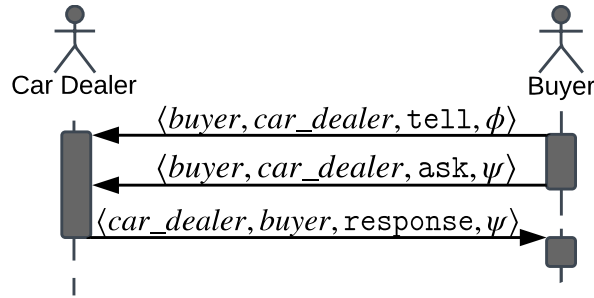 Car Dealer
Buyer
⟨buyer, car_dealer, tell, ϕ⟩
⟨buyer, car_dealer, ask, ψ⟩
⟨car_dealer, buyer, response, ψ⟩